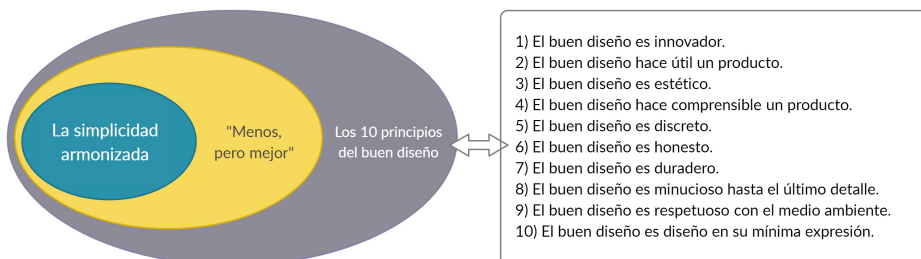 La simplicidad
armonizada
"Menos,
pero mejor"
Los 10 principios
del buen diseño
1) El buen diseño es innovador.
2) El buen diseño hace útil un producto.
3) El buen diseño es estético.
4) El buen diseño hace comprensible un producto.
5) El buen diseño es discreto.
6) El buen diseño es honesto.
7) El buen diseño es duradero.
8) El buen diseño es minucioso hasta el último detalle.
9) El buen diseño es respetuoso con el medio ambiente.
10) El buen diseño es diseño en su mínima expresión.